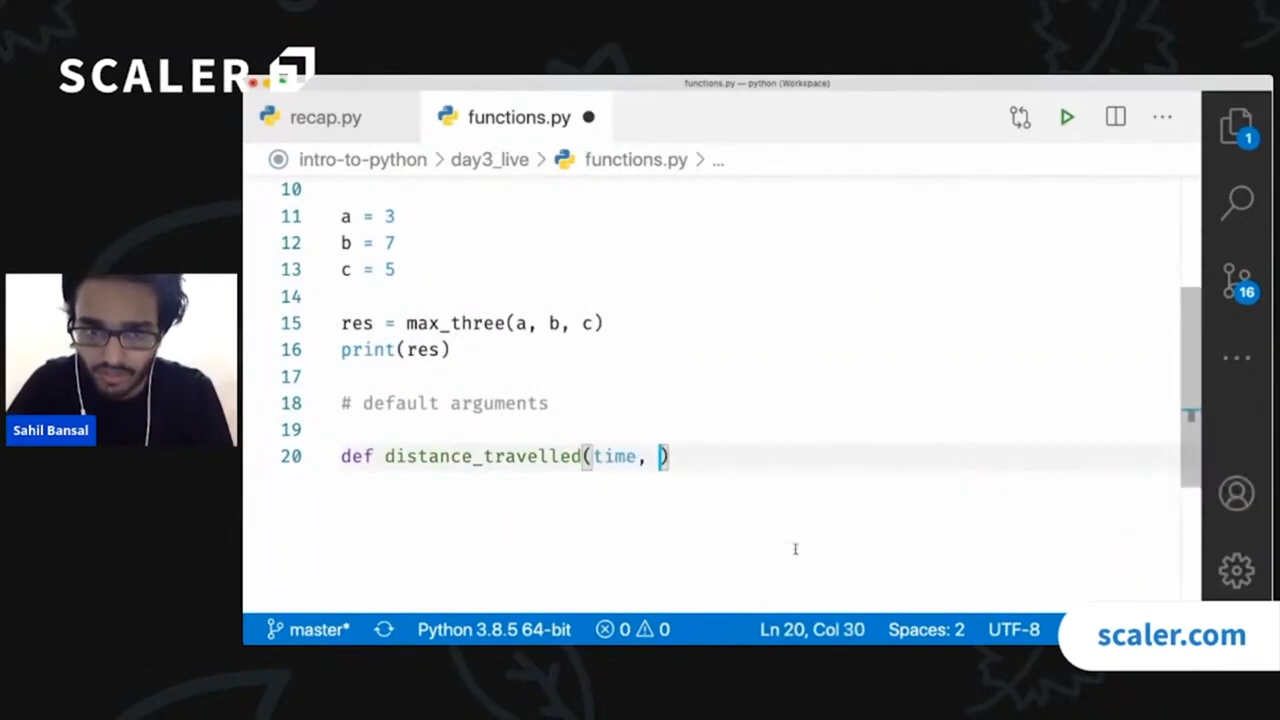 SCALER
functions.py — python (Workspace)
recap.py functions.py
intro-to-python > day3_live > functions.py > ...
10
11 a = 3
12 b = 7
13 c = 5
14
15 res = max_three(a, b, c)
16 print(res)
17
18 # default arguments
19
20 def distance_travelled(time, )
1
16
Sahil Bansal
master* Python 3.8.5 64-bit 0 0 Ln 20, Col 30 Spaces: 2 UTF-8
scaler.com